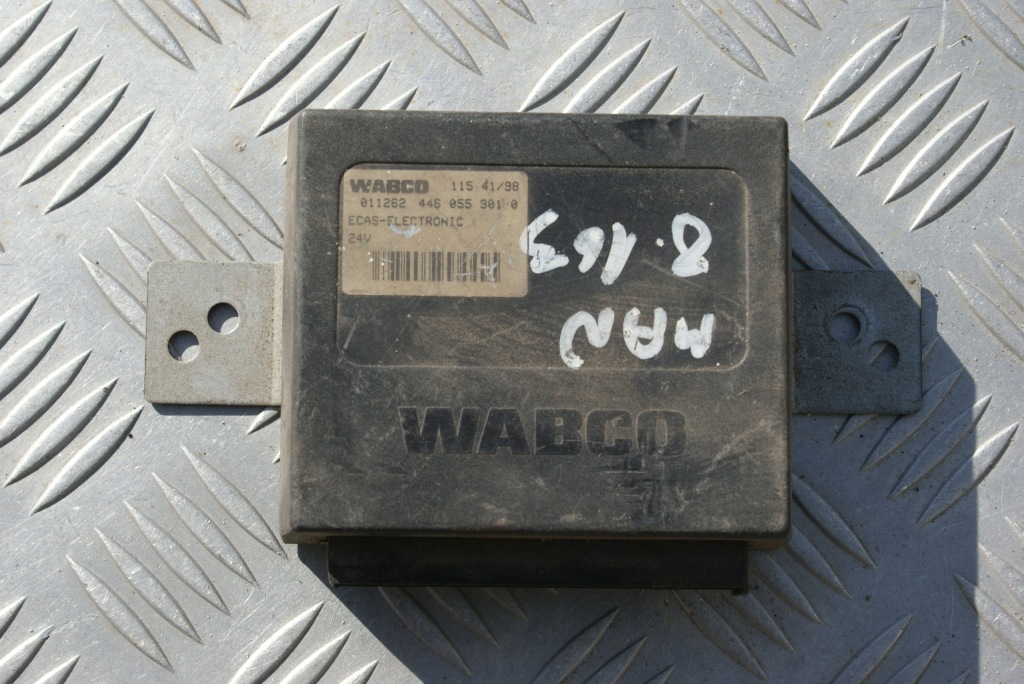 WABCO 115 41/98
011262 446 055 301 0
ECAS-ELECTRONIC
24V
MAN
8.163
WABCO